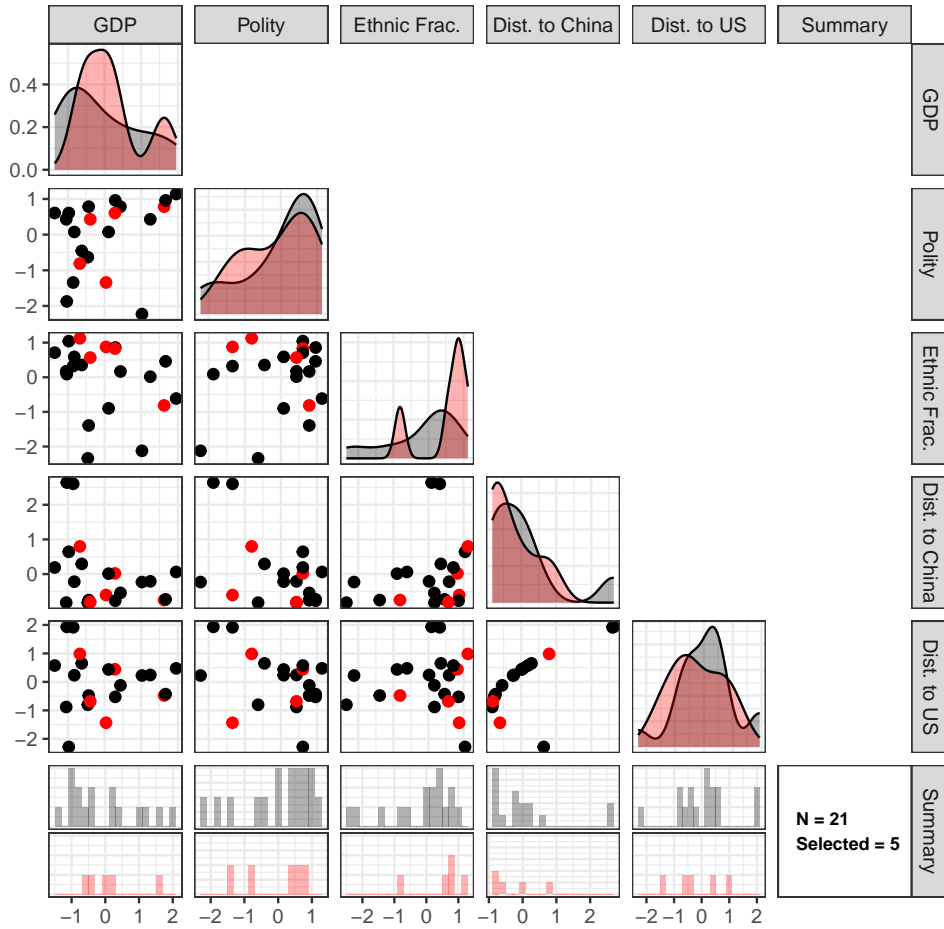 GDP Polity Ethnic Frac. Dist. to China Dist. to US Summary
0.4
0.2
0.0
GDP
1
0
−1
−2
Polity
1
0
−1
−2
Ethnic Frac.
2
1
0
−1
Dist. to China
2
1
0
−1
−2
Dist. to US
N = 21
Selected = 5
Summary
−1 0 1 2 −2 −1 0 1 −2 −1 0 1 −1 0 1 2 −2 −1 0 1 2